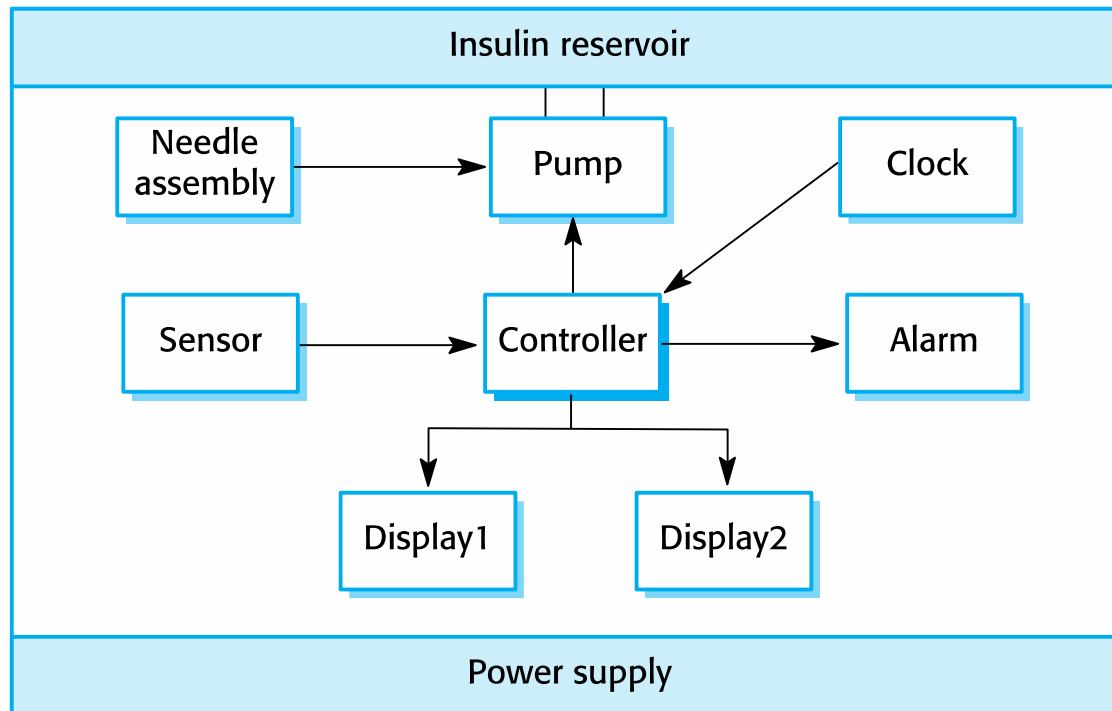 Insulin reservoir
Needle
assembly
Pump
Clock
Sensor
Controller
Alarm
Display1
Display2
Power supply